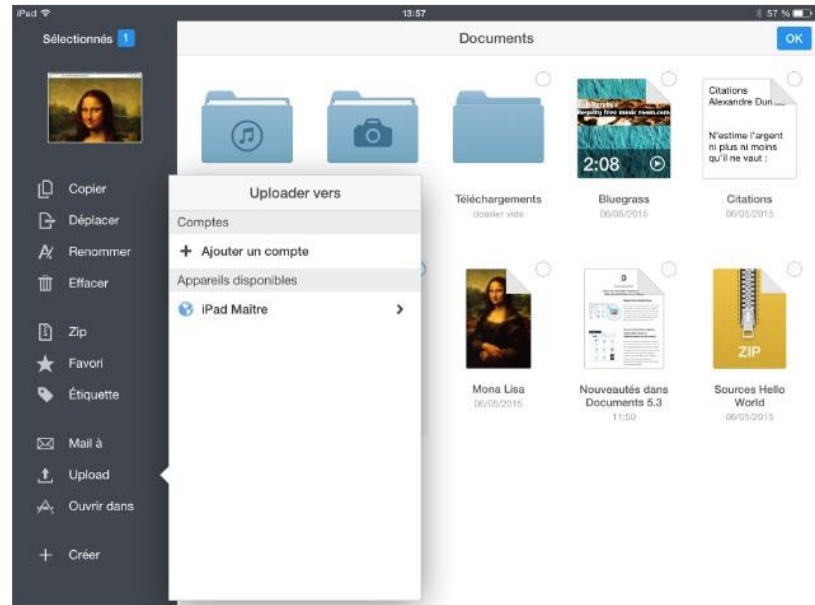 iPad
13:57
57 %
Sélectionnés 1
Documents
OK
Copier
Déplacer
Renommer
Effacer
Zip
Favori
Étiquette
Mail à
Upload
Ouvrir dans
Créer
Uploader vers
Comptes
+ Ajouter un compte
Appareils disponibles
iPad Maître
2:08
Citations
Alexandre
N'estime l'argent
ni plus ni moins
qu'il ne vaut :
Téléchargements
dossier vide
Bluegrass
06/05/2015
Citations
06/05/2015
ZIP
Mona Lisa
06/05/2015
Nouveautés dans
Documents 5.3
11:50
Sources Hello
World
06/05/2015